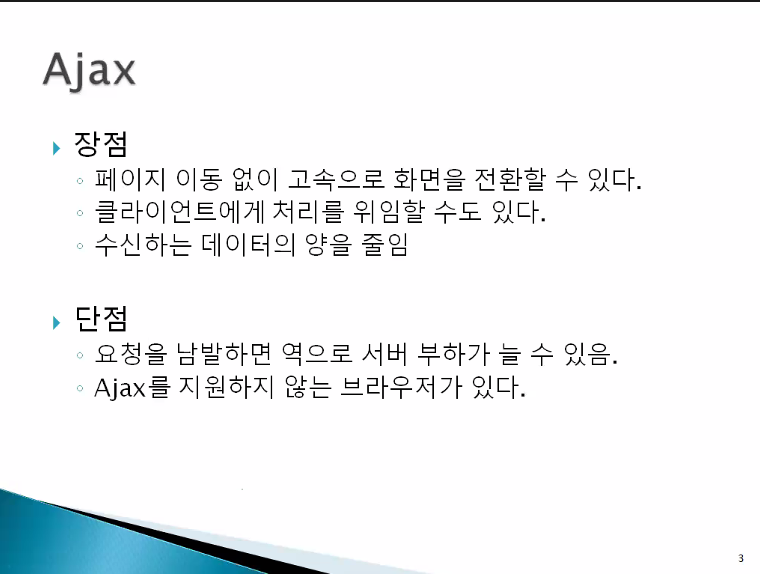 Ajax
장점
페이지 이동 없이 고속으로 화면을 전환할 수 있다.
클라이언트에게 처리를 위임할 수도 있다.
수신하는 데이터의 양을 줄임
단점
요청을 남발하면 역으로 서버 부하가 늘 수 있음.
Ajax를 지원하지 않는 브라우저가 있다.
3